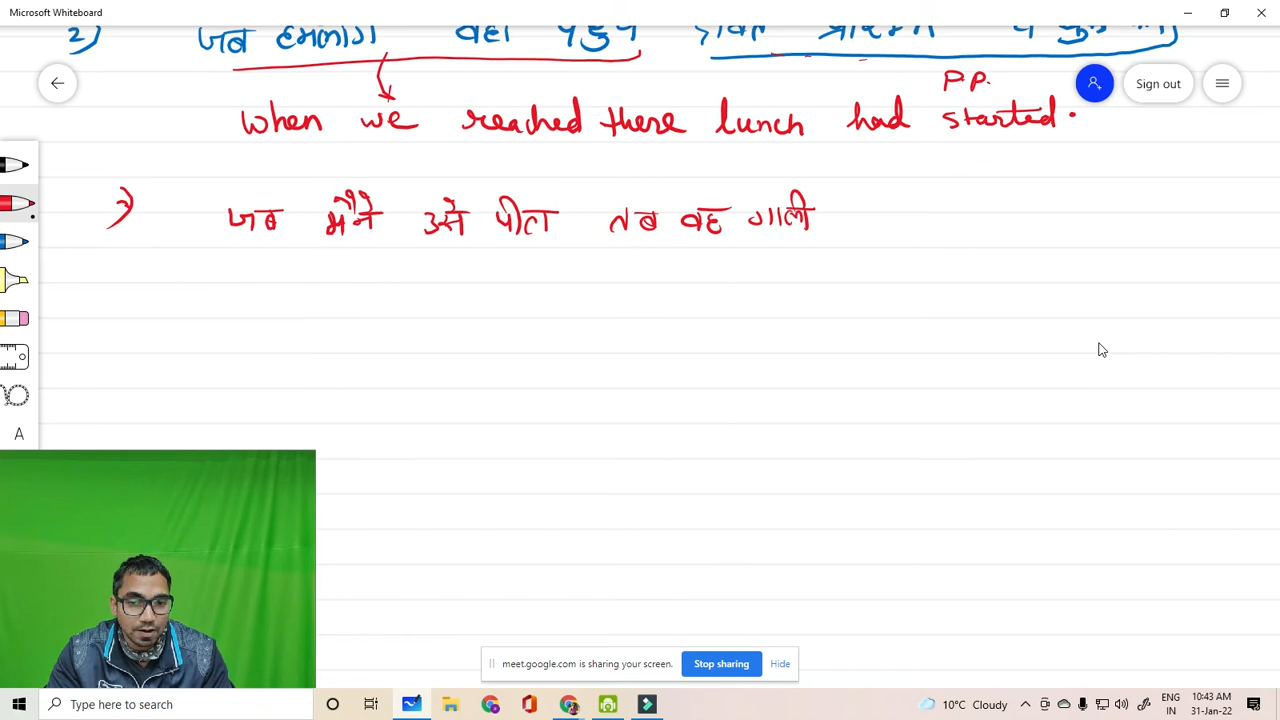 Microsoft Whiteboard
2) जब हमलोग वहाँ पहुंचे
Sign out
P.P.
when we reached there lunch had started.
3) जब मैंने उसे पीटा तब वह गाली
A
meet.google.com is sharing your screen. Stop sharing Hide
Type here to search
10°C Cloudy
ENG IN
10:43 AM 31-Jan-22